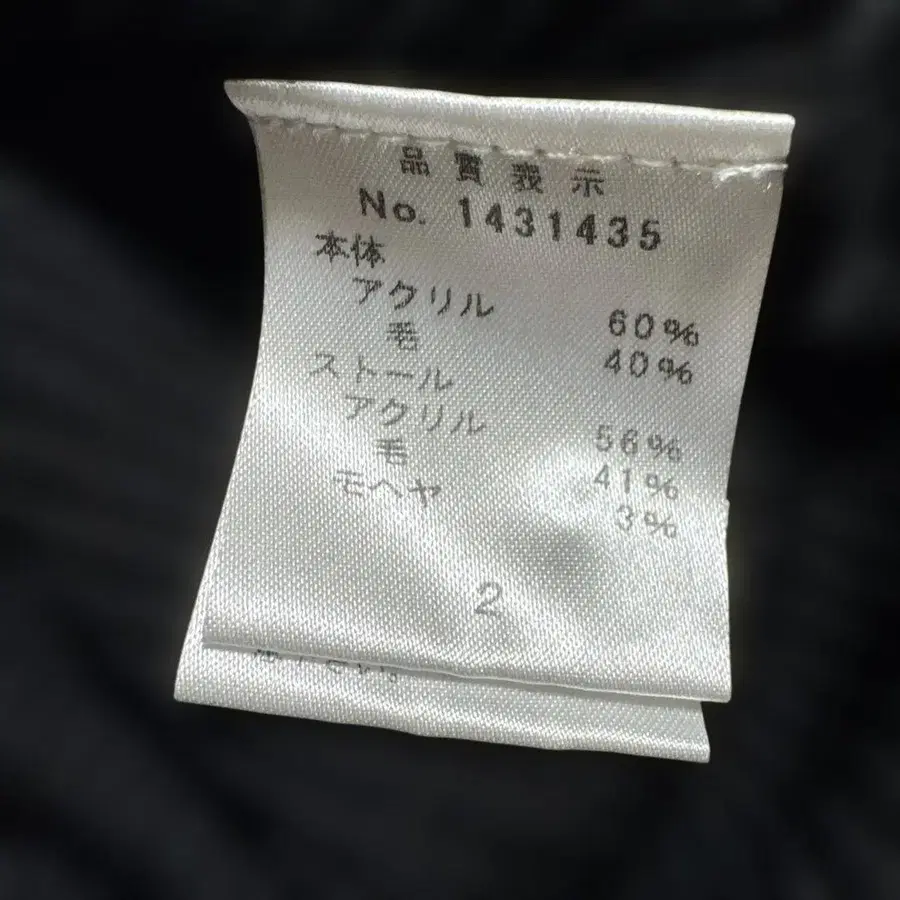 品質表示
No. 1431435
本体
アクリル 60%
毛 40%
ストール
アクリル 56%
毛 41%
モヘヤ 3%
2